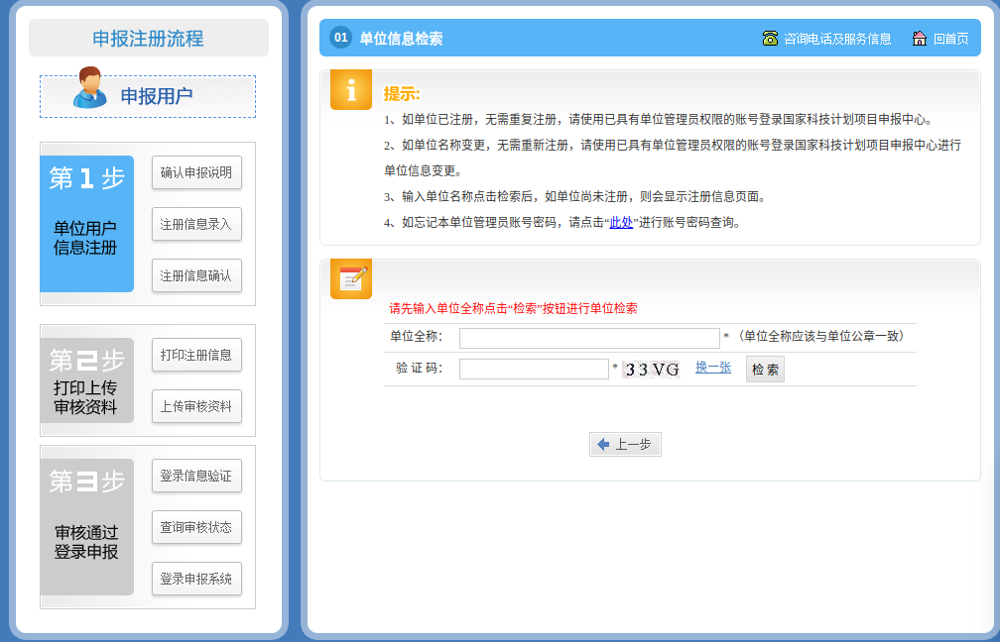 申报注册流程
申报用户
第1步
单位用户
信息注册
确认申报说明
注册信息录入
注册信息确认
第2步
打印上传
审核资料
打印注册信息
上传审核资料
第3步
审核通过
登录申报
登录信息验证
查询审核状态
登录申报系统
01 单位信息检索
咨询电话及服务信息 回首页
提示:
1、如单位已注册，无需重复注册，请使用已具有单位管理员权限的账号登录国家科技计划项目申报中心。
2、如单位名称变更，无需重新注册，请使用已具有单位管理员权限的账号登录国家科技计划项目申报中心进行
单位信息变更。
3、输入单位名称点击检索后，如单位尚未注册，则会显示注册信息页面。
4、如忘记本单位管理员账号密码，请点击“此处”进行账号密码查询。
请先输入单位全称点击“检索”按钮进行单位检索
单位全称： * （单位全称应该与单位公章一致）
验 证 码： * 33VG 换一张 检 索
上一步